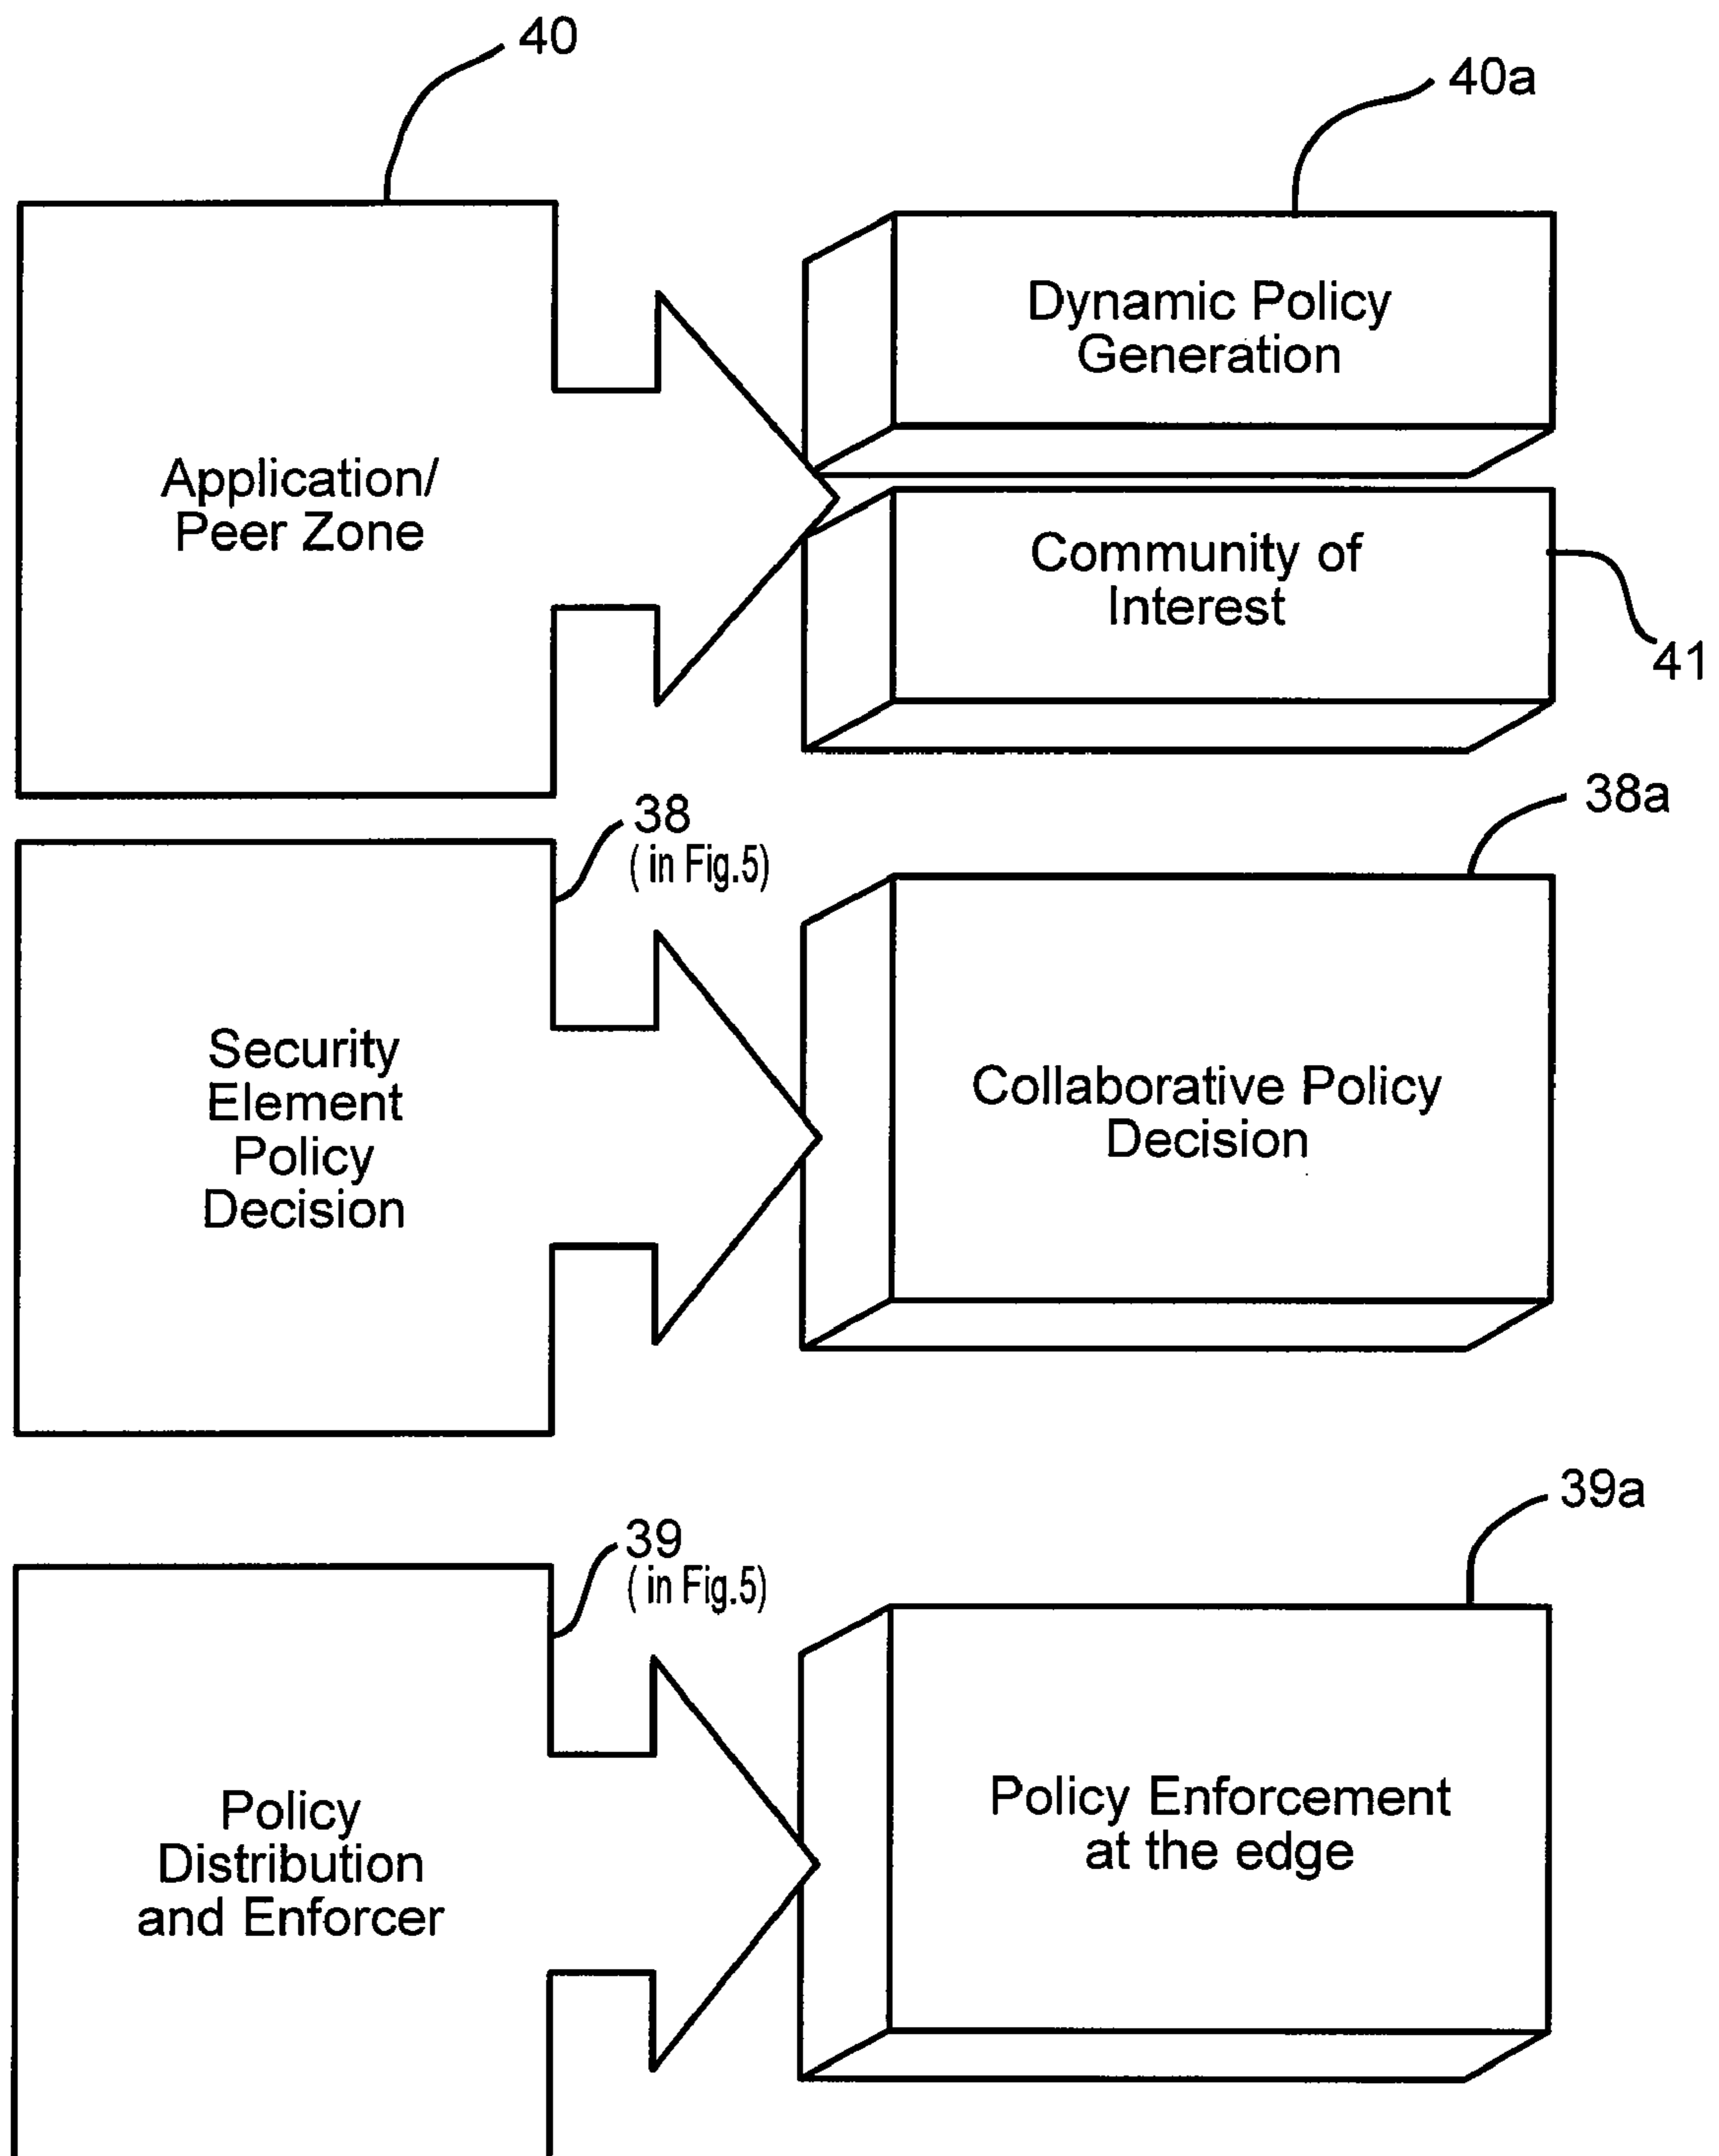 40
40a
Application/
Peer Zone
Dynamic Policy
Generation
Community of
Interest
41
38
( in Fig.5)
38a
Security
Element
Policy
Decision
Collaborative Policy
Decision
39
( in Fig.5)
39a
Policy
Distribution
and Enforcer
Policy Enforcement
at the edge